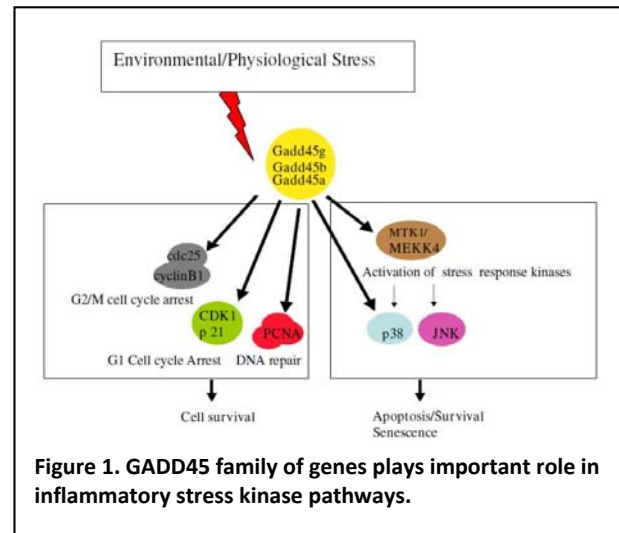 Environmental/Physiological Stress
Gadd45g
Gadd45b
Gadd45a
cdc25
cyclinB1
G2/M cell cycle arrest
CDK1
p 21
PCNA
G1 Cell cycle Arrest DNA repair
Cell survival
MTK1/
MEKK4
Activation of stress response kinases
p38
JNK
Apoptosis/Survival
Senescence
Figure 1. GADD45 family of genes plays important role in
inflammatory stress kinase pathways.